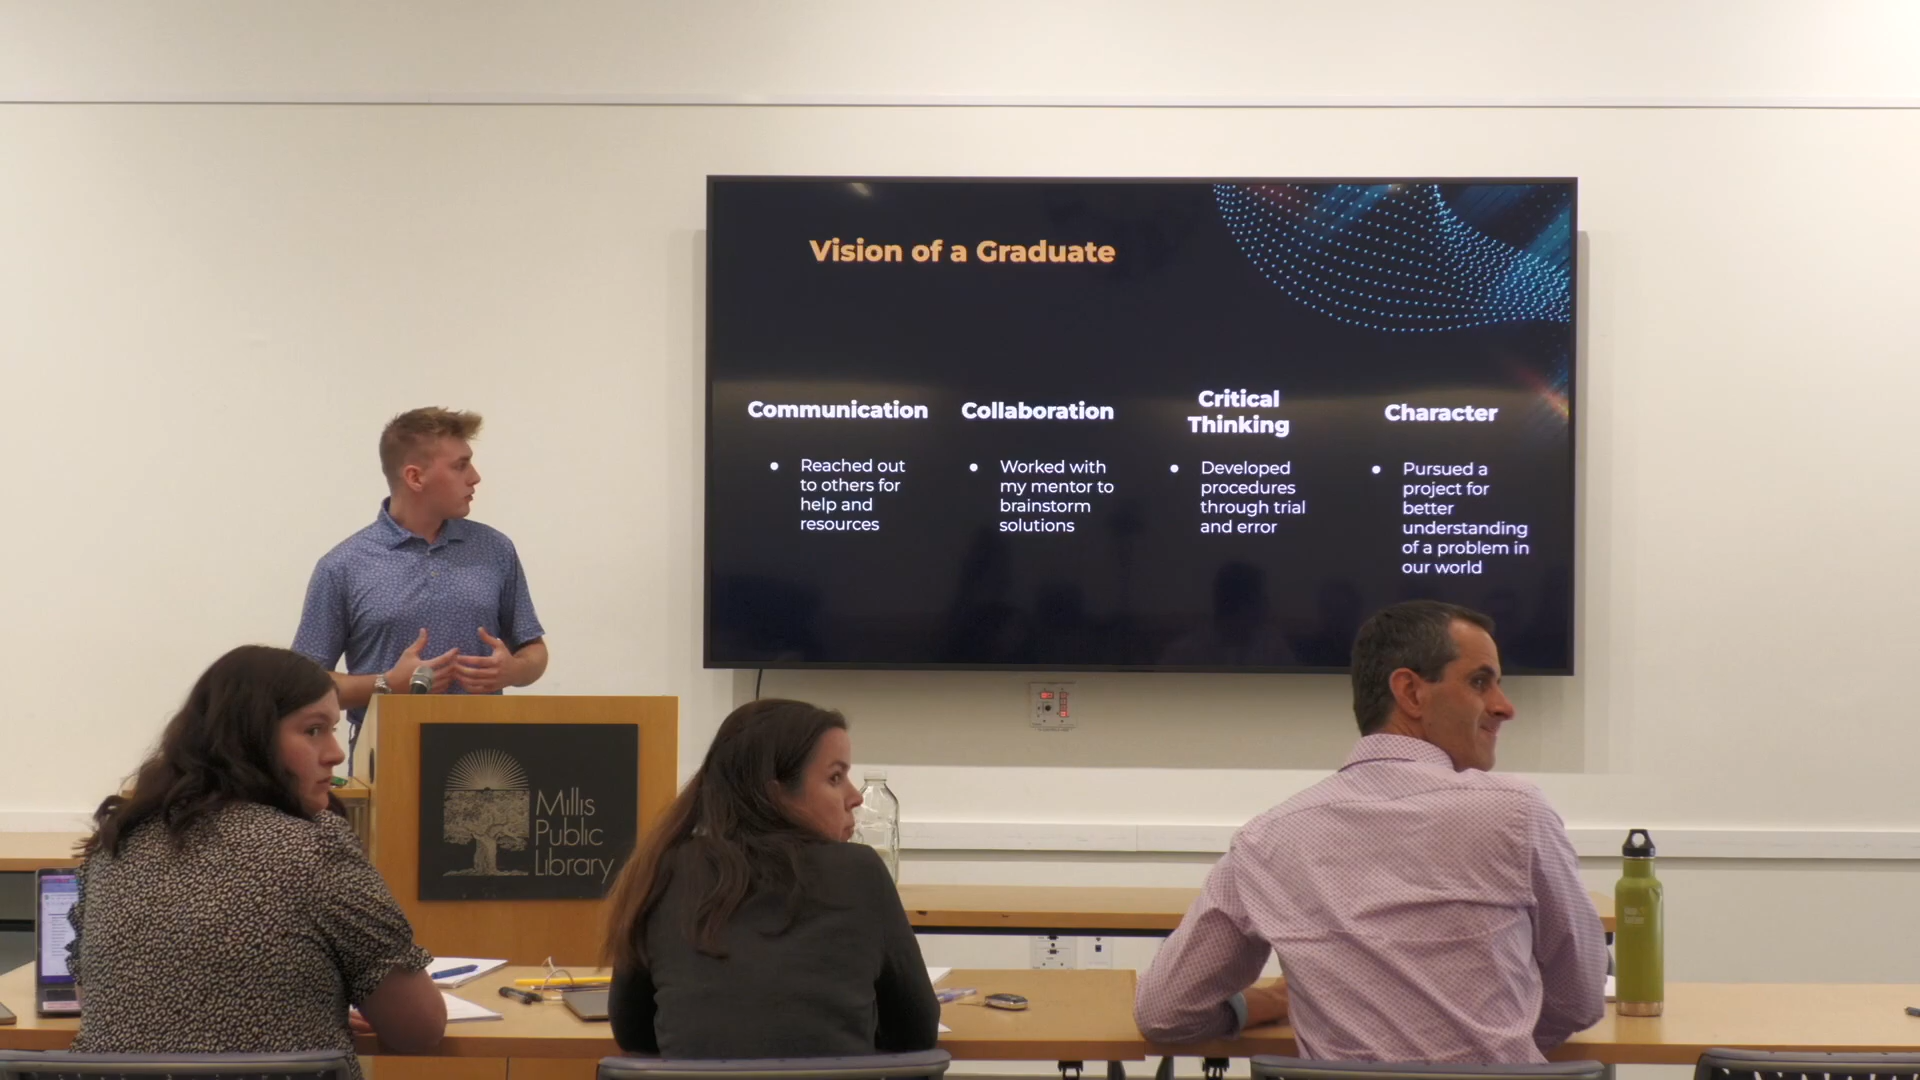 Vision of a Graduate
Communication
● Reached out
to others for
help and
resources
Collaboration
● Worked with
my mentor to
brainstorm
solutions
Critical
Thinking
● Developed
procedures
through trial
and error
Character
● Pursued a
project for
better
understanding
of a problem in
our world
Millis
Public
Library